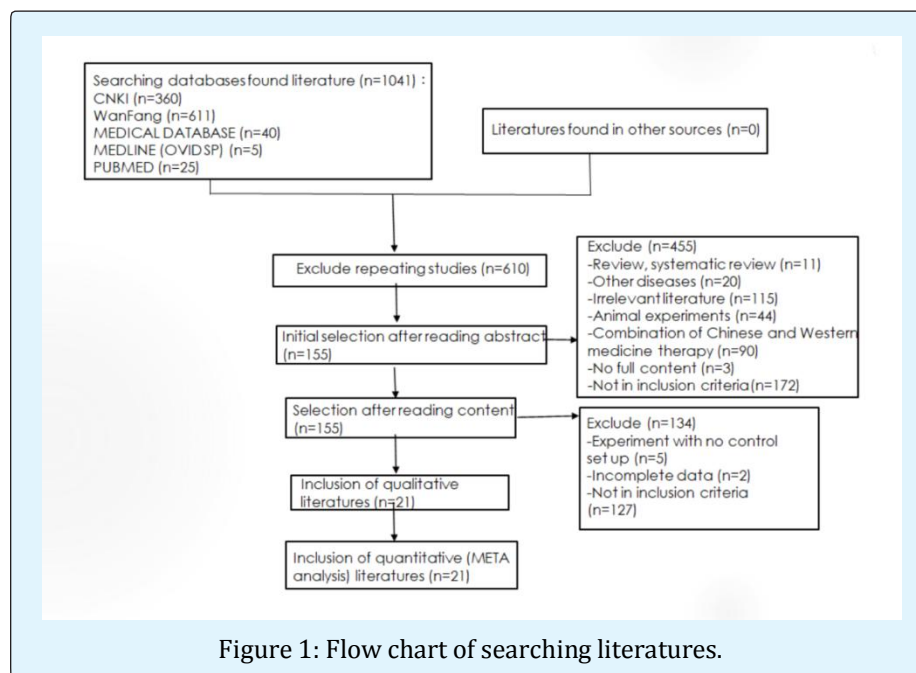 Searching databases found literature (n=1041) :
CNKI (n=360)
WanFang (n=611)
MEDICAL DATABASE (n=40)
MEDLINE (OVIDSP) (n=5)
PUBMED (n=25)
Literatures found in other sources (n=0)
Exclude repeating studies (n=610)
Exclude (n=455)
-Review, systematic review (n=11)
-Other diseases (n=20)
-Irrelevant literature (n=115)
-Animal experiments (n=44)
-Combination of Chinese and Western
medicine therapy (n=90)
-No full content (n=3)
-Not in inclusion criteria(n=172)
Initial selection after reading abstract
(n=155)
Selection after reading content
(n=155)
Exclude (n=134)
-Experiment with no control
set up (n=5)
-Incomplete data (n=2)
-Not in inclusion criteria
(n=127)
Inclusion of qualitative
literatures (n=21)
Inclusion of quantitative (META
analysis) literatures (n=21)
Figure 1: Flow chart of searching literatures.